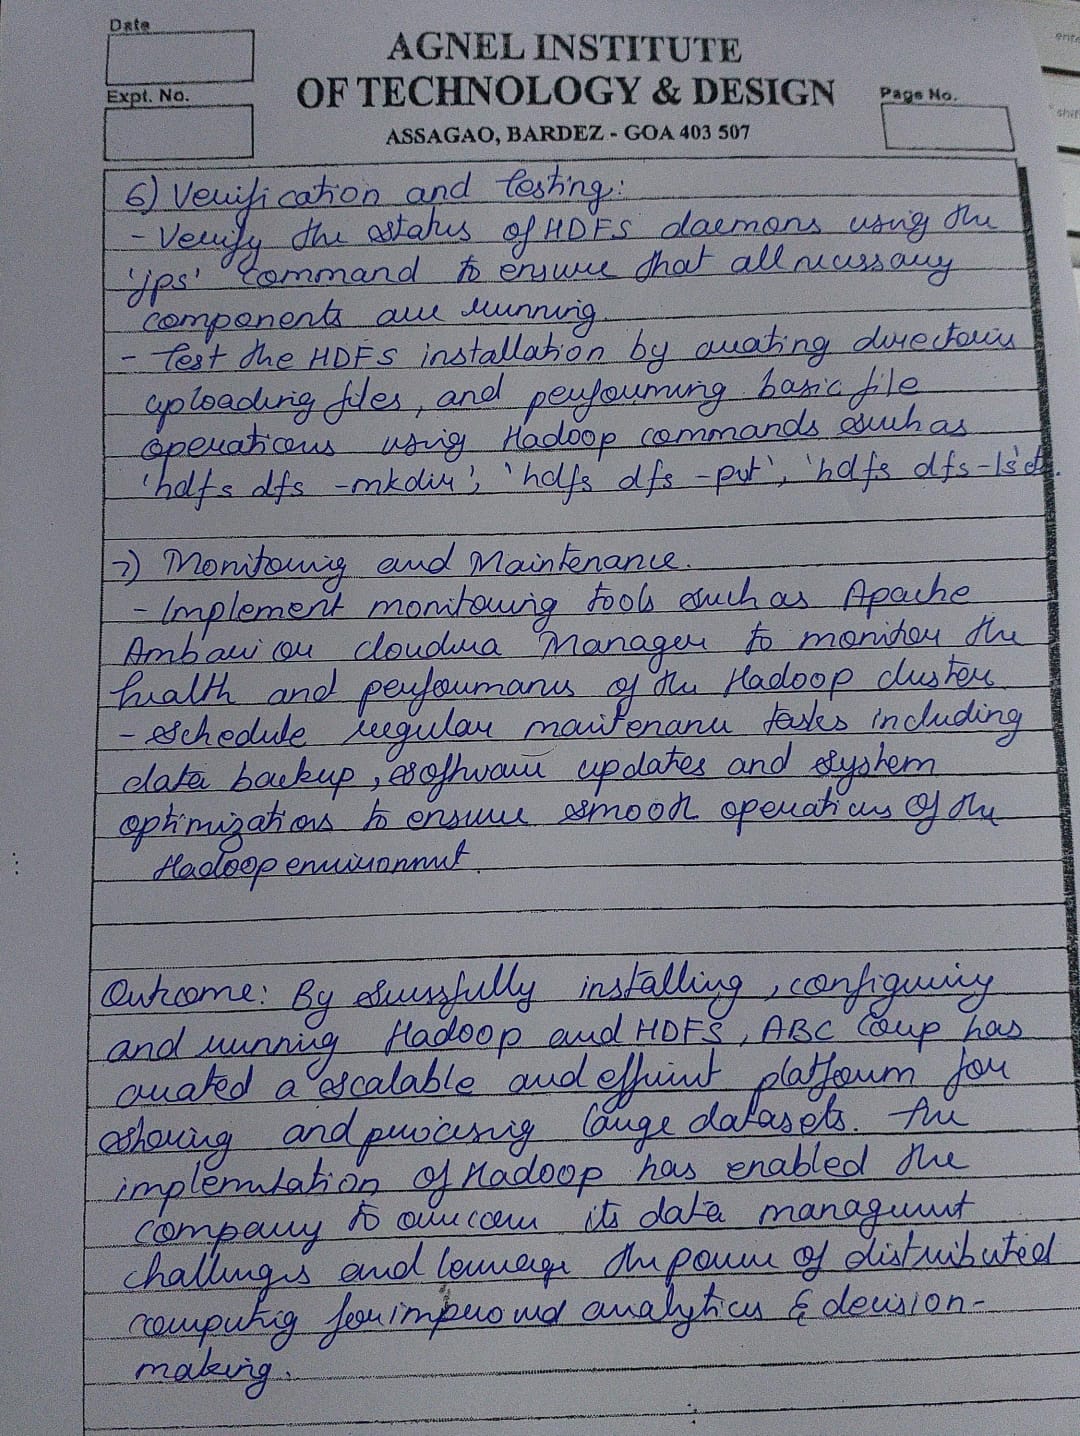 Date
AGNEL INSTITUTE
OF TECHNOLOGY & DESIGN
Expt. No.
Page No.
ASSAGAO, BARDEZ - GOA 403 507
6) Verification and testing:
- Verify the status of HDFS daemons using the
'jps' command to ensure that all necessary
components are running.
- Test the HDFS installation by creating directories
uploading files, and performing basic file
operations using Hadoop commands such as
'hdfs dfs -mkdir', 'hdfs dfs -put', 'hdfs dfs -ls' etc.
7) Monitoring and Maintenance.
- Implement monitoring tools such as Apache
Ambari or cloudera Manager to monitor the
health and performance of the Hadoop cluster
- schedule regular maintenance tasks including
data backup, software updates and system
optimizations to ensure smooth operations of the
Hadoop environment.
Outcome: By successfully installing, configuring
and running Hadoop and HDFS, ABC Corp has
created a scalable and efficient platform for
storing and processing large datasets. The
implementation of Hadoop has enabled the
company to overcome its data management
challenges and leverage the power of distributed
computing for improved analytics & decision-
making.